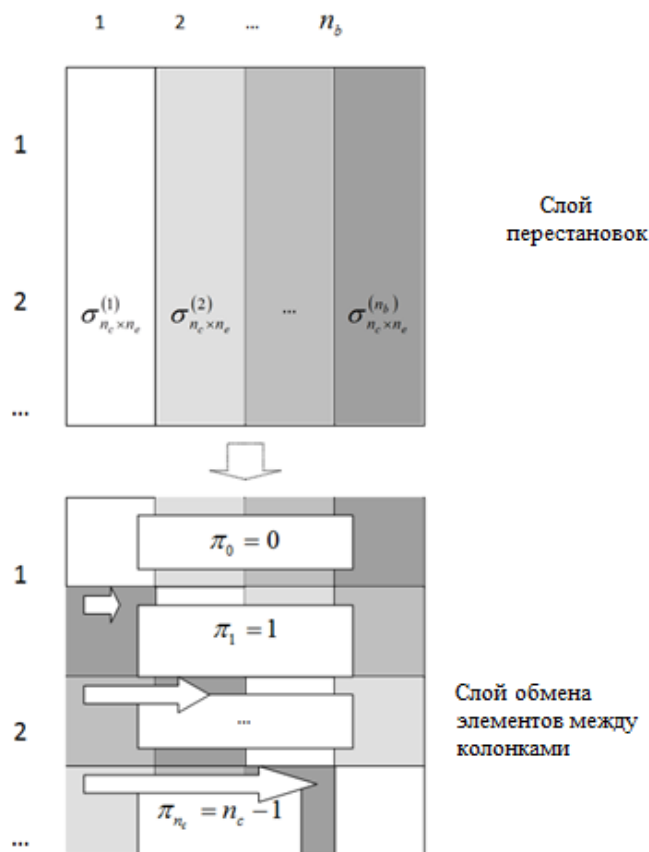 1 2 ... n_b
1
Слой
перестановок
2
σ^{(1)}_{n_c×n_e} σ^{(2)}_{n_c×n_e} ... σ^{(n_b)}_{n_c×n_e}
...
π_0 = 0
1
π_1 = 1
Слой обмена
элементов между
колонками
...
2
π_{n_c} = n_c − 1
...